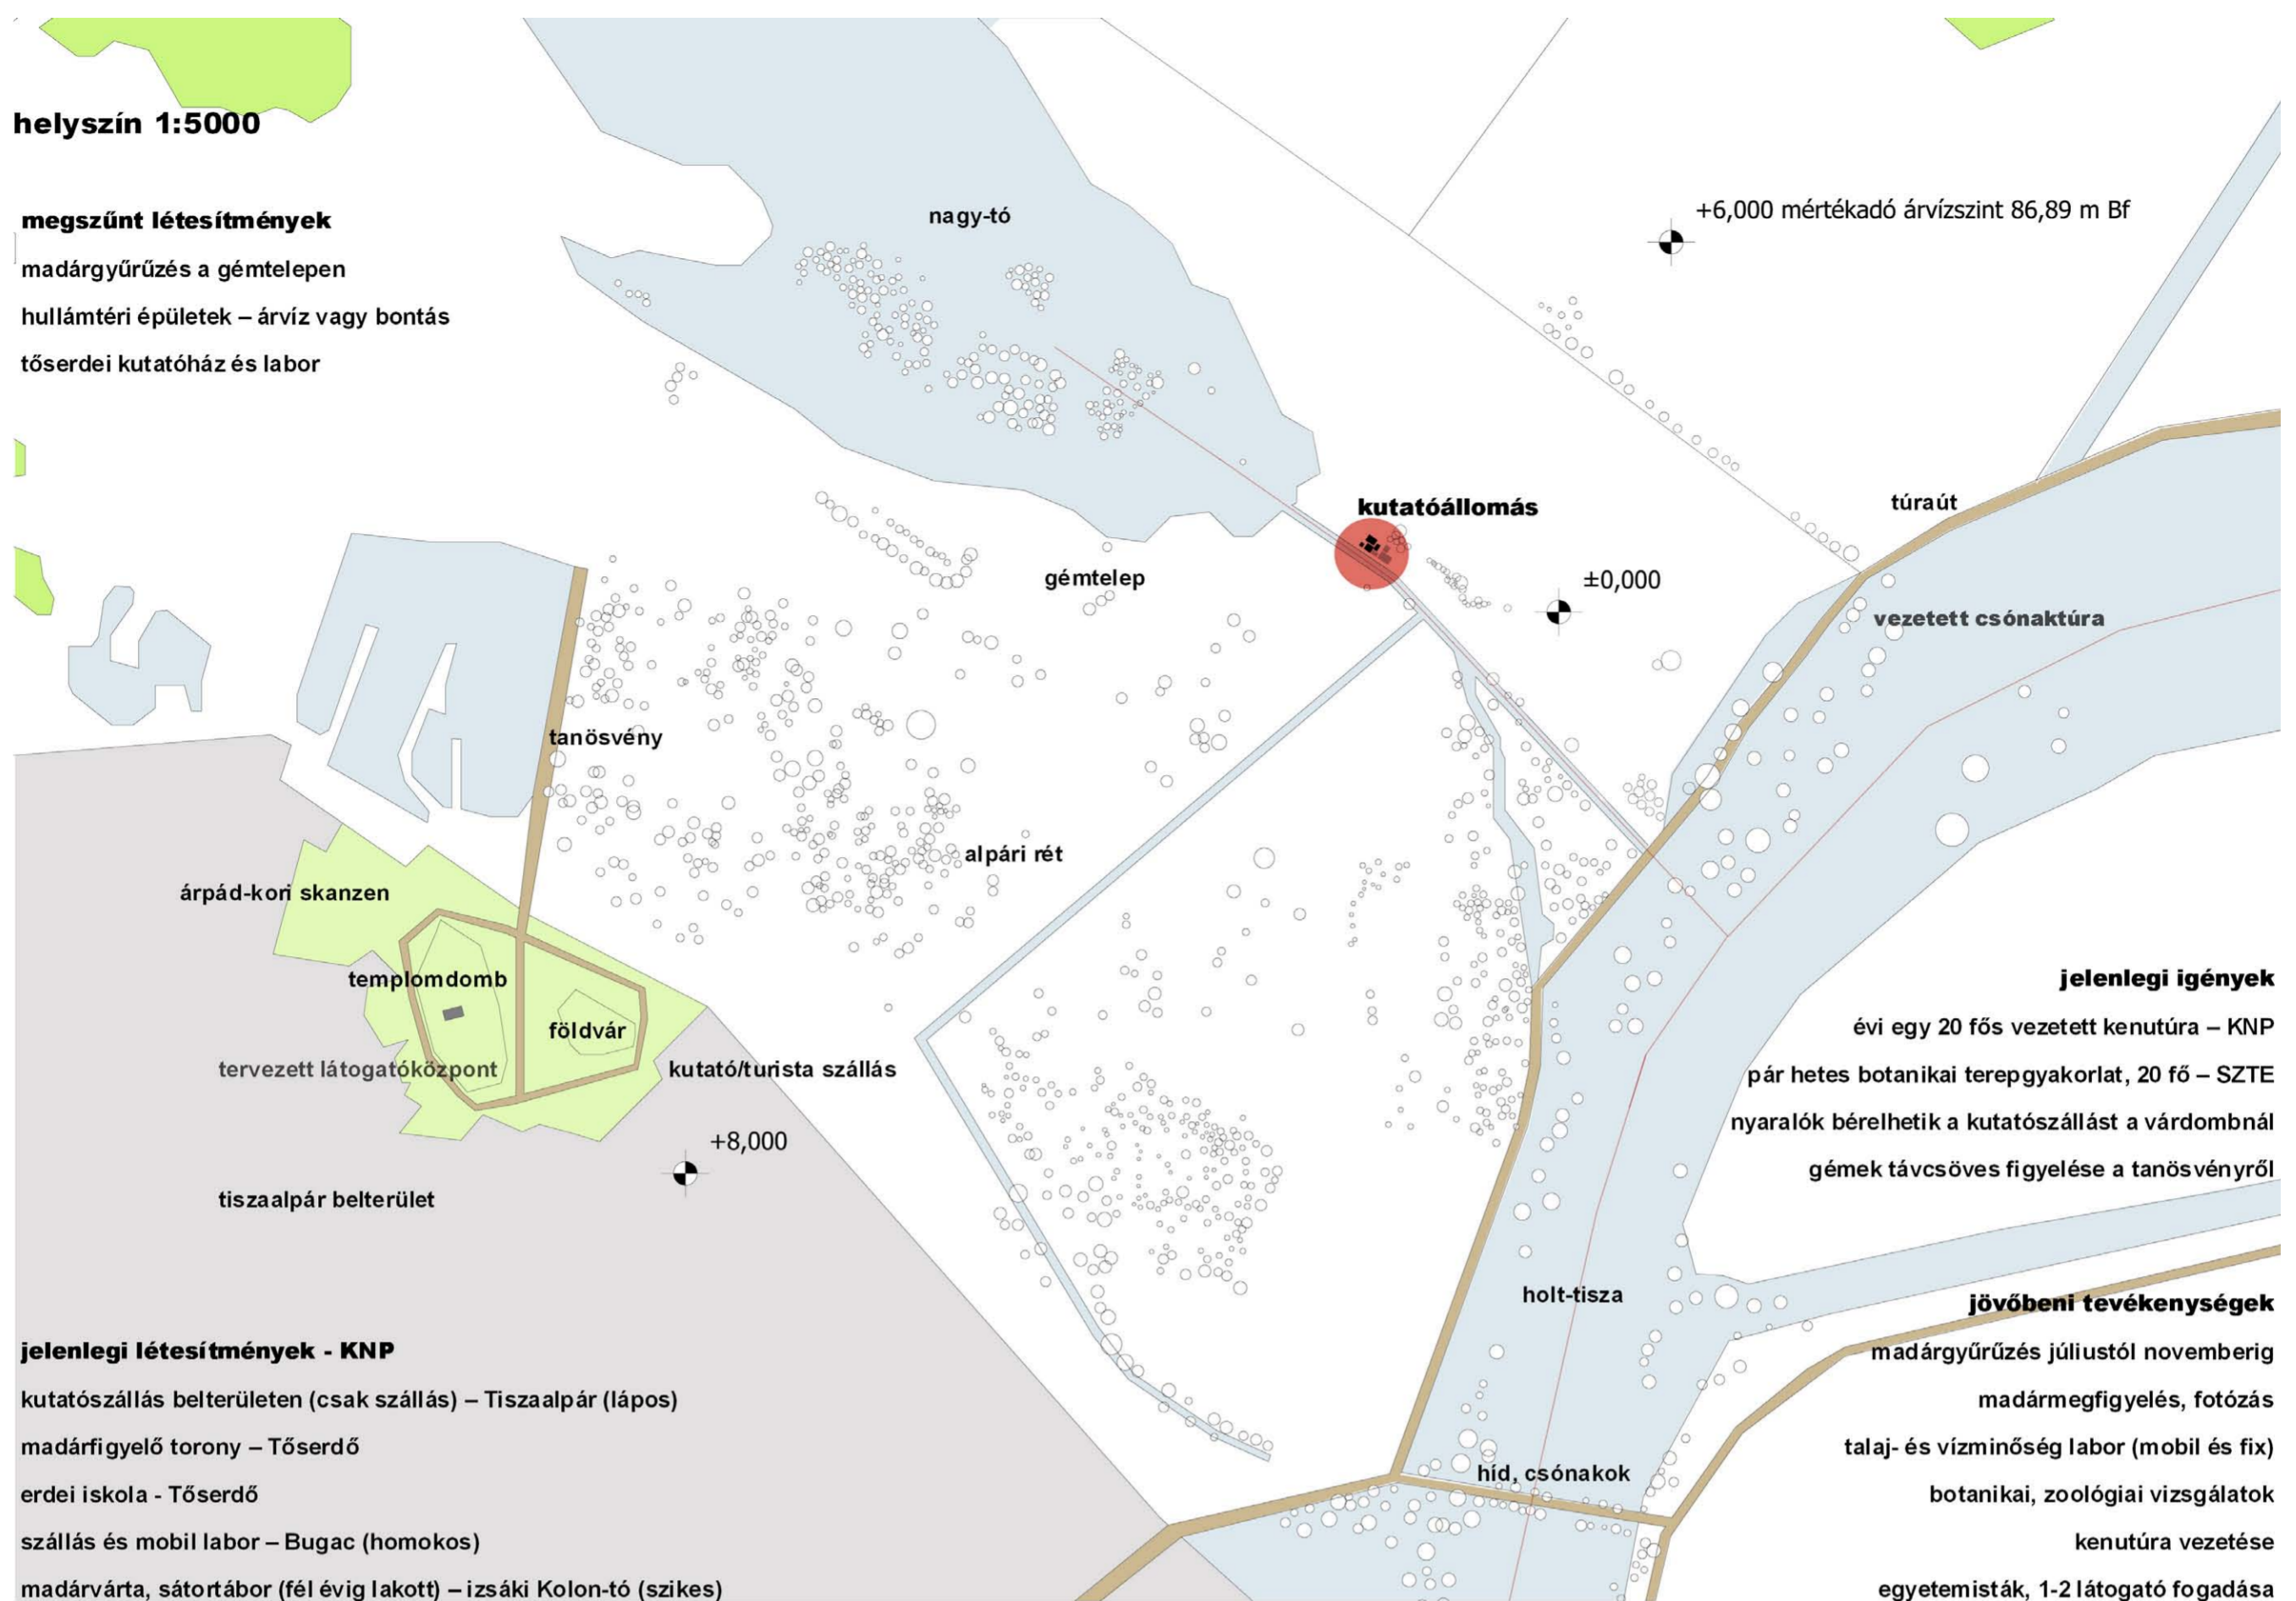 helyszín 1:5000
megszűnt létesítmények
madárgyűrűzés a gémtelepen
hullámtéri épületek – árvíz vagy bontás
tőserdei kutatóház és labor
nagy-tó
+6,000 mértékadó árvízszint 86,89 m Bf
kutatóállomás
túraút
gémtelep
±0,000
vezetett csónaktúra
tanösvény
alpári rét
árpád-kori skanzen
templomdomb
földvár
tervezett látogatóközpont
kutató/turista szállás
+8,000
tiszaalpár belterület
jelenlegi igények
évi egy 20 fős vezetett kenutúra – KNP
pár hetes botanikai terepgyakorlat, 20 fő – SZTE
nyaralók bérelhetik a kutatószállást a várdombnál
gémek távcsöves figyelése a tanösvényről
holt-tisza
híd, csónakok
jelenlegi létesítmények - KNP
kutatószállás belterületen (csak szállás) – Tiszaalpár (lápos)
madárfigyelő torony – Tőserdő
erdei iskola - Tőserdő
szállás és mobil labor – Bugac (homokos)
madárvárta, sátortábor (fél évig lakott) – izsáki Kolon-tó (szikes)
jövőbeni tevékenységek
madárgyűrűzés júliustól novemberig
madármegfigyelés, fotózás
talaj- és vízminőség labor (mobil és fix)
botanikai, zoológiai vizsgálatok
kenutúra vezetése
egyetemisták, 1-2 látogató fogadása